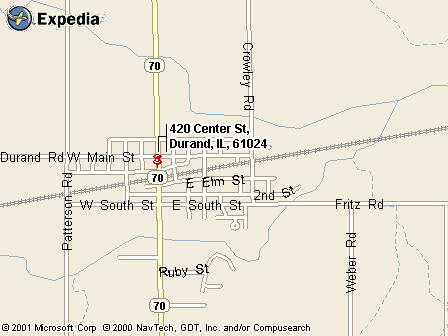 Expedia
70
Crowley Rd
420 Center St,
Durand, IL, 61024
Durand Rd W Main St
70
Patterson Rd
E Elm St
2nd St
W South St E South St
Fritz Rd
Weber Rd
Ruby St
70
© 2001 Microsoft Corp © 2000 NavTech, GDT, Inc. and/or Compusearch